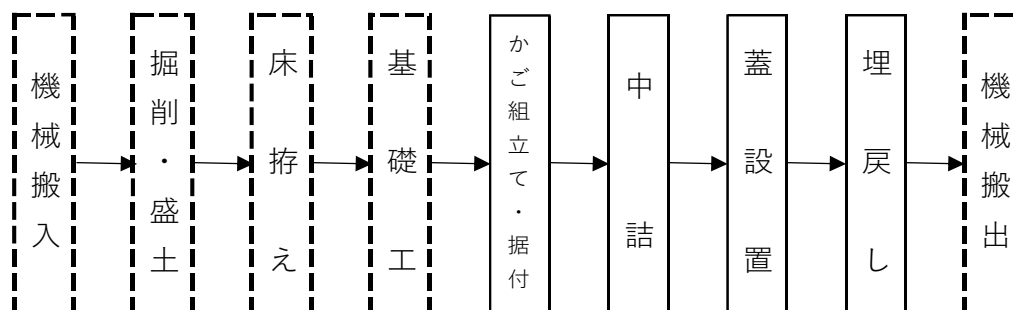 機械搬入
掘削・盛土
床拵え
基礎工
かご組立て・据付
中詰
蓋設置
埋戻し
機械搬出